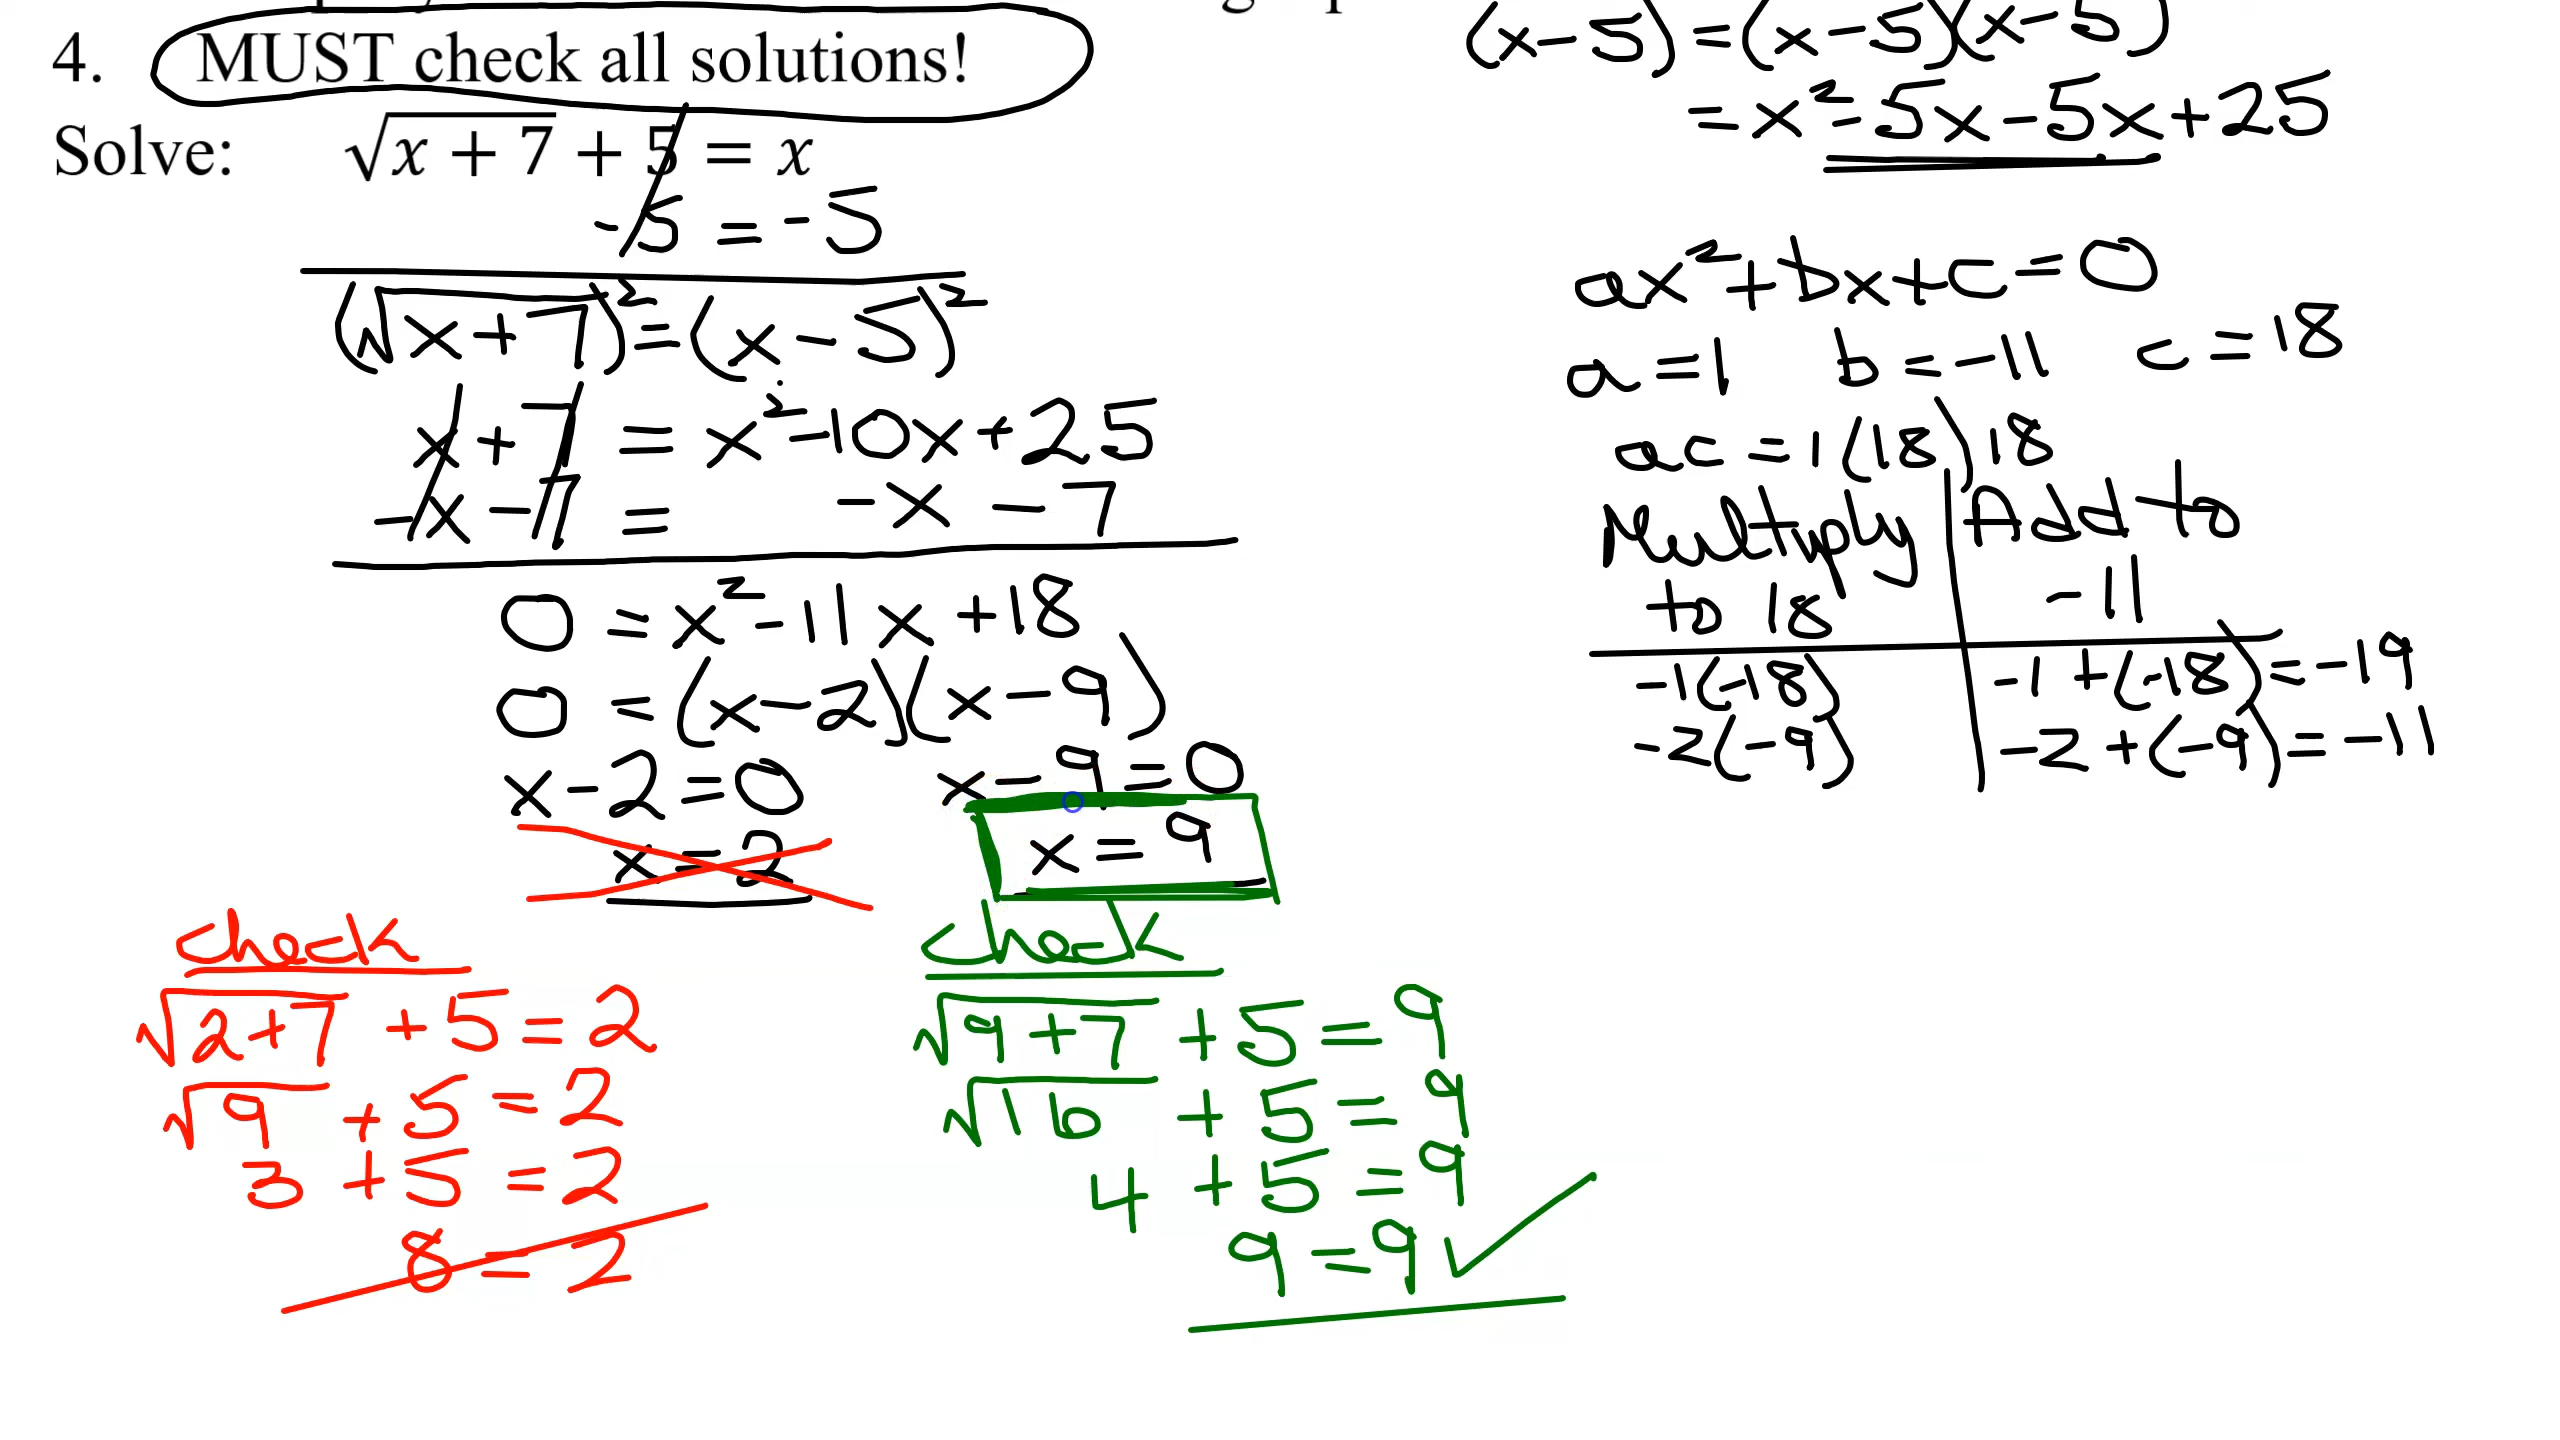 4. MUST check all solutions!
Solve: √x + 7 + 5 = x
-5 = -5
(√x+7)² = (x-5)²
x+7 = x²-10x+25
-x-7 = -x -7
0 = x²-11x+18
0 = (x-2)(x-9)
x-2=0 x-9=0
x=2 x=9
check
√2+7 +5=2
√9 +5=2
3+5=2
8=2
check
√9+7 +5=9
√16 +5=9
4+5=9
9=9 ✓
(x-5)=(x-5)(x-5)
=x²-5x-5x+25
ax²+bx+c=0
a=1 b=-11 c=18
ac=1(18) 18
Multiply to 18 | Add to -11
-1(-18) | -1+(-18)=-19
-2(-9) | -2+(-9)=-11